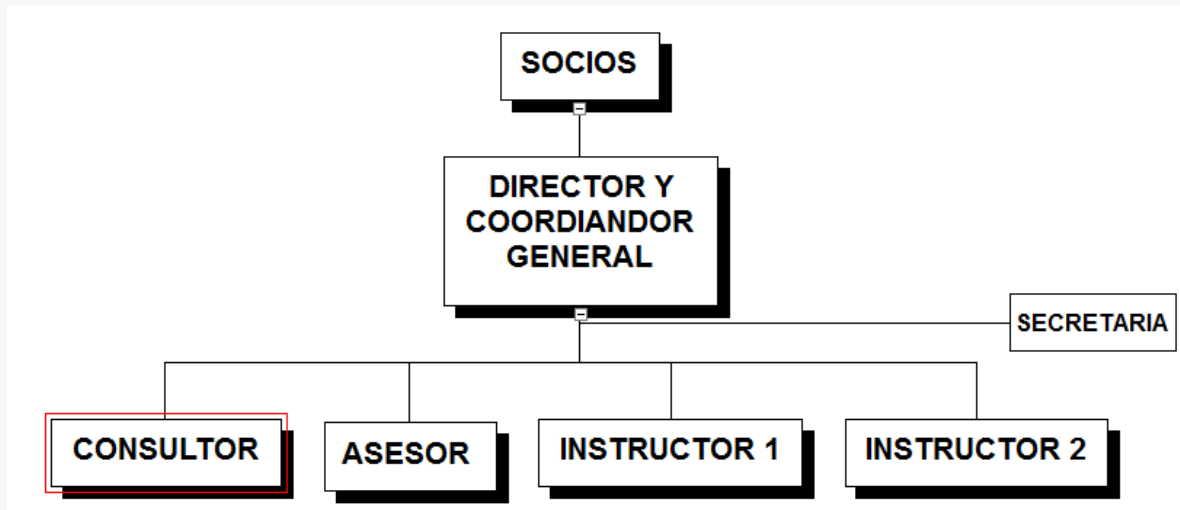 SOCIOS
DIRECTOR Y
COORDIANDOR
GENERAL
SECRETARIA
CONSULTOR
ASESOR
INSTRUCTOR 1
INSTRUCTOR 2